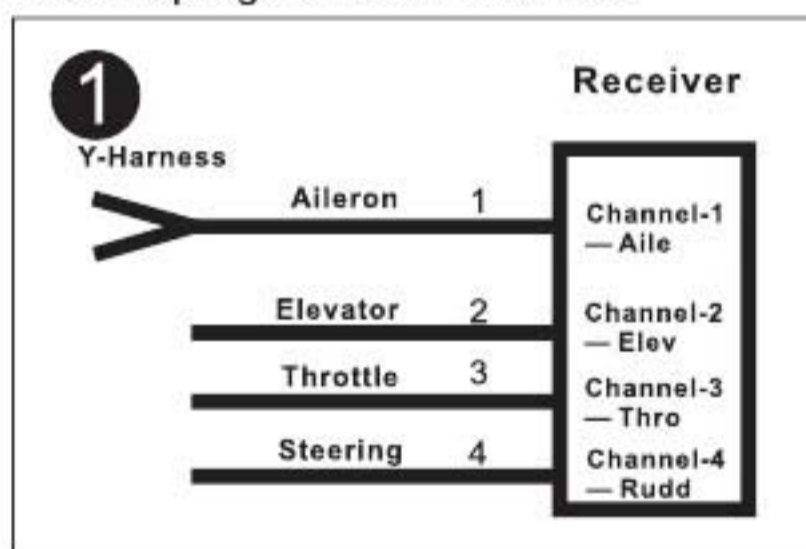 1
Receiver
Y-Harness
Aileron 1
Channel-1
— Aile
Elevator 2
Channel-2
— Elev
Throttle 3
Channel-3
— Thro
Steering 4
Channel-4
— Rudd